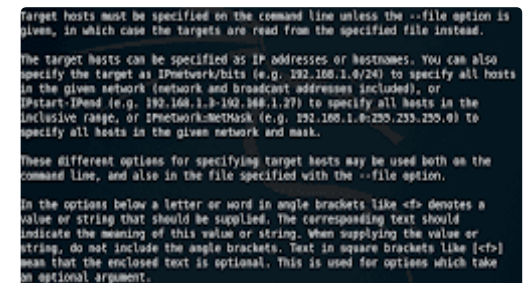 Target hosts must be specified on the command line unless the --file option is
given, in which case the targets are read from the specified file instead.
The target hosts can be specified as IP addresses or hostnames. You can also
specify the target as IPnetwork/bits (e.g. 192.168.1.0/24) to specify all hosts
in the given network (network and broadcast addresses included), or
IPstart-IPend (e.g. 192.168.1.3-192.168.1.27) to specify all hosts in the
inclusive range, or IPnetwork:NetMask (e.g. 192.168.1.0:255.255.255.0) to
specify all hosts in the given network and mask.
These different options for specifying target hosts may be used both on the
command line, and also in the file specified with the --file option.
In the options below a letter or word in angle brackets like <f> denotes a
value or string that should be supplied. The corresponding text should
indicate the meaning of this value or string. When supplying the value or
string, do not include the angle brackets. Text in square brackets like [<f>]
mean that the enclosed text is optional. This is used for options which take
an optional argument.